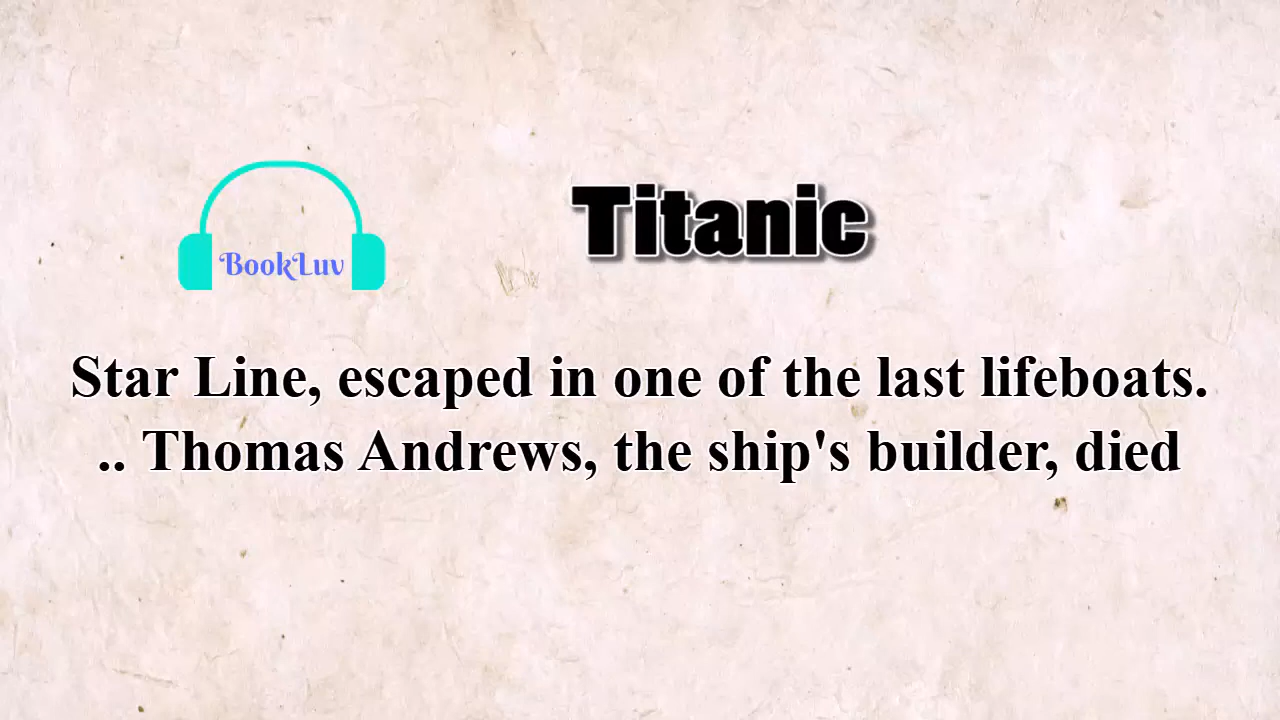 BookLuv
Titanic
Star Line, escaped in one of the last lifeboats.
.. Thomas Andrews, the ship's builder, died